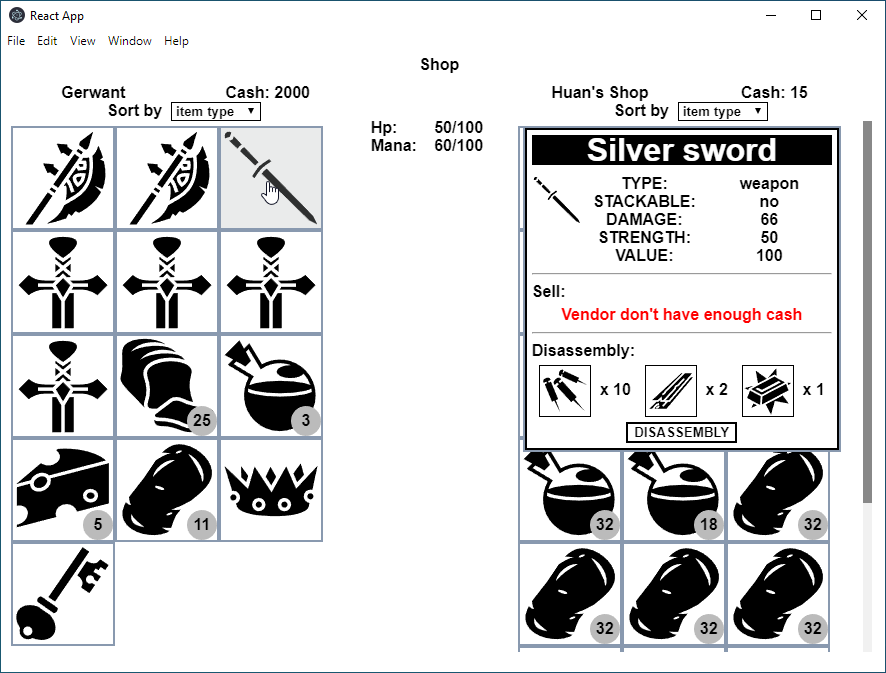 React App
File Edit View Window Help
Shop
Gerwant Cash: 2000
Sort by item type
Hp: 50/100
Mana: 60/100
25
3
5
11
Huan's Shop Cash: 15
Sort by item type
Silver sword
TYPE: weapon
STACKABLE: no
DAMAGE: 66
STRENGTH: 50
VALUE: 100
Sell:
Vendor don't have enough cash
Disassembly:
x 10 x 2 x 1
DISASSEMBLY
32 18 32
32 32 32